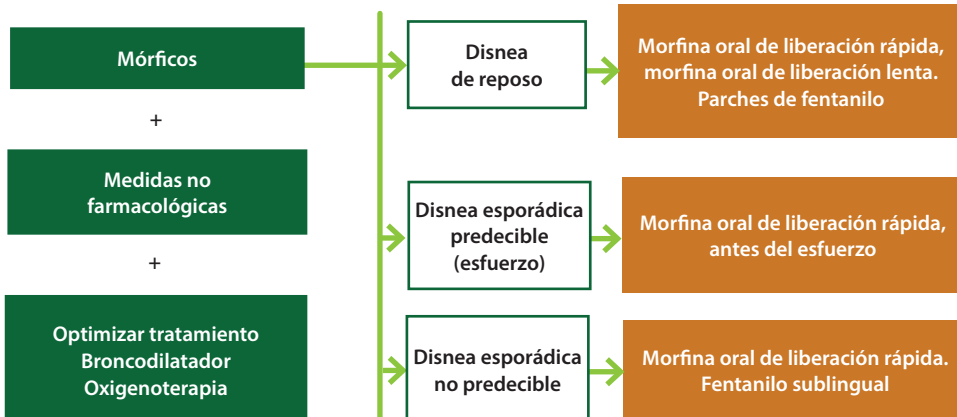 Mórficos
+
Medidas no
farmacológicas
+
Optimizar tratamiento
Broncodilatador
Oxigenoterapia
Disnea
de reposo
Morfina oral de liberación rápida,
morfina oral de liberación lenta.
Parches de fentanilo
Disnea esporádica
predecible
(esfuerzo)
Morfina oral de liberación rápida,
antes del esfuerzo
Disnea esporádica
no predecible
Morfina oral de liberación rápida.
Fentanilo sublingual